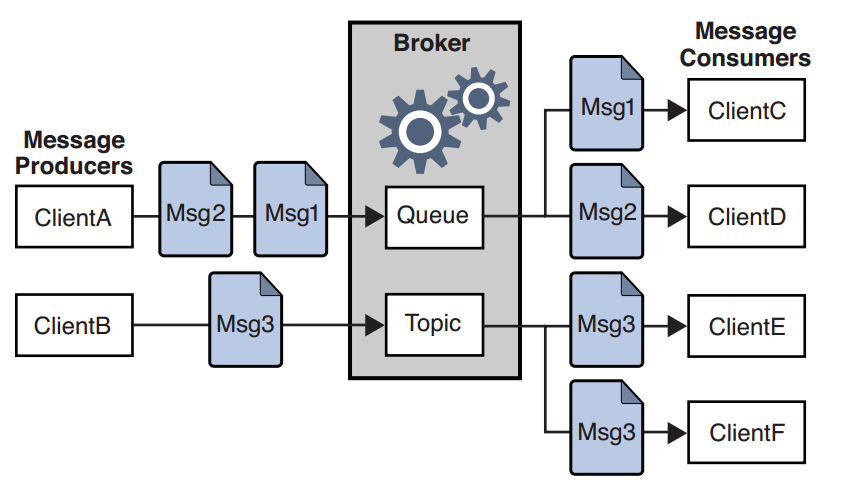 Broker
Message
Consumers
Msg1
ClientC
Message
Producers
ClientA
Msg2
Msg1
Queue
Msg2
ClientD
ClientB
Msg3
Topic
Msg3
ClientE
Msg3
ClientF